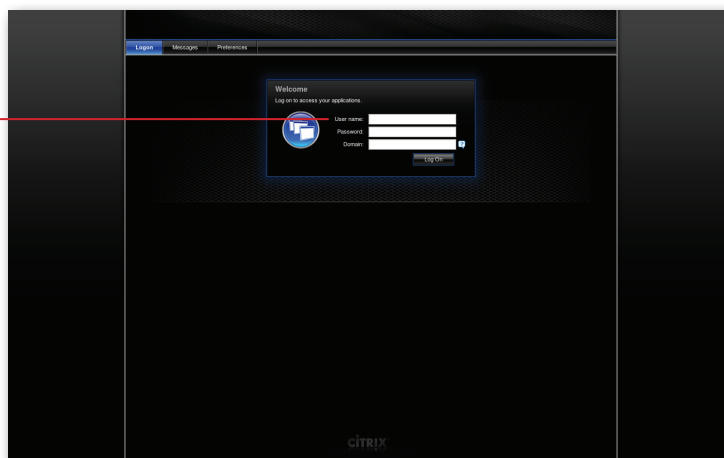 Logon Messages Preferences
Welcome
Log on to access your applications.
User name:
Password:
Domain:
Log On
CITRIX